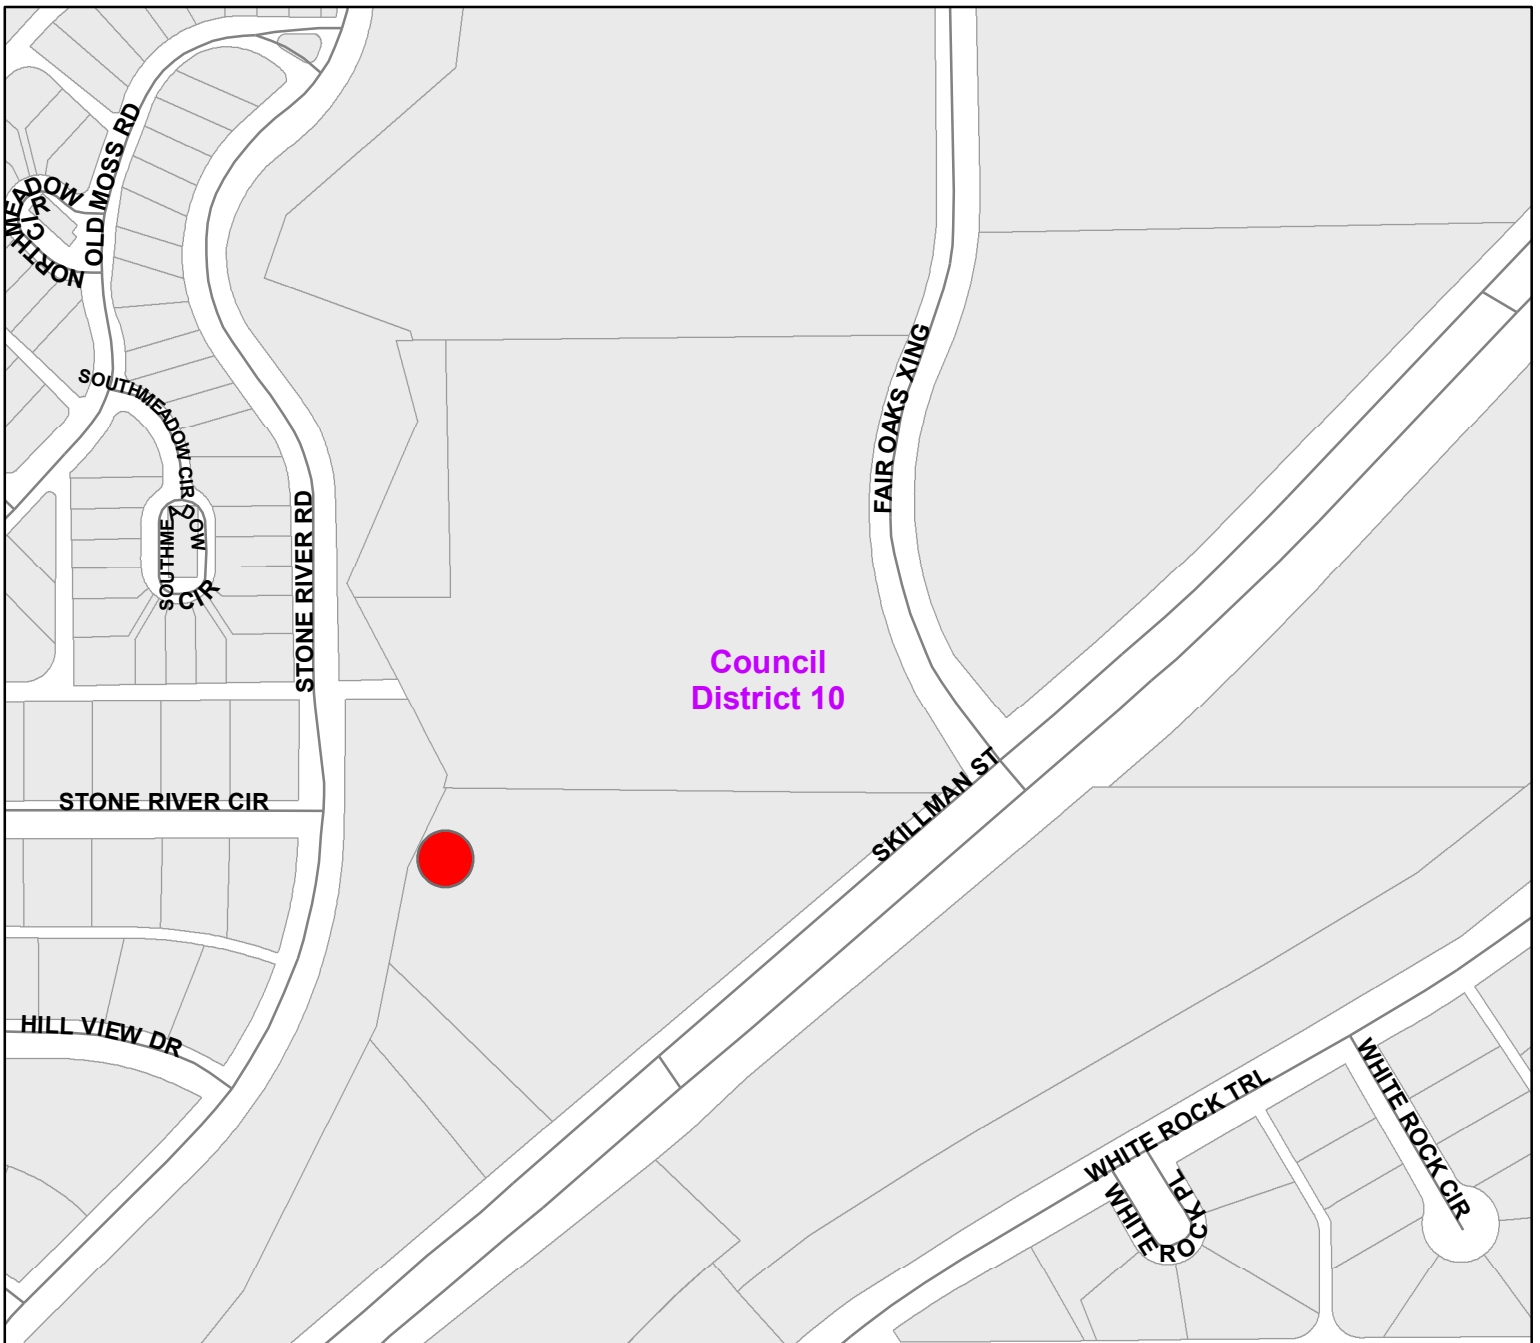 OLD MOSS RD
NORTHMEADOW
CIR
FAIR OAKS XING
SOUTHMEADOW CIR
SOUTHMEADOW
CIR
STONE RIVER RD
Council
District 10
SKILLMAN ST
STONE RIVER CIR
HILL VIEW DR
WHITE ROCK TRL
WHITE ROCK CIR
WHITE ROCK PL